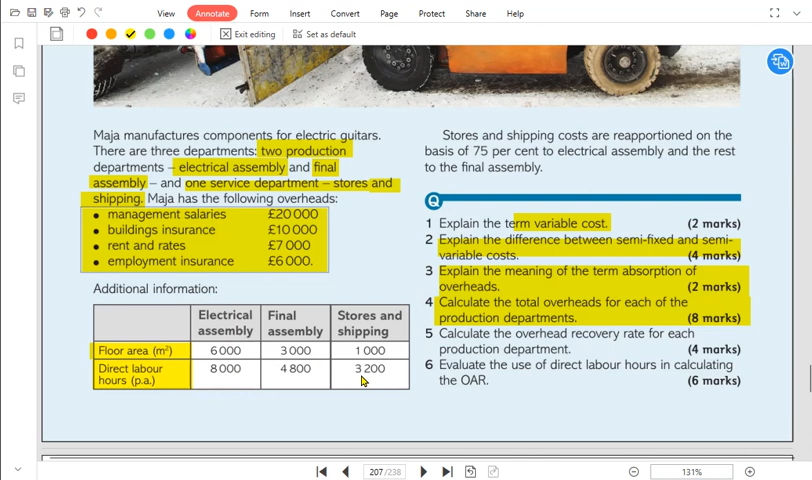 View
Annotate
Form
Insert
Convert
Page
Protect
Stores and shipping
Help
Exit editing
Set as default
Maja manufactures components for electric guitars.
There are three departments: two production
departments – electrical assembly and final
assembly – and one service department – stores and
shipping. Maja has the following overheads:
• management salaries £20 000
• buildings insurance £10 000
• rent and rates £7 000
• employment insurance £6 000.
Additional information:
Electrical assembly Final assembly Stores and shipping
Floor area (m²) 6 000 3 000 1 000
Direct labour hours (p.a.) 8 000 4 800 3 200
Stores and shipping costs are reapportioned on the
basis of 75 per cent to electrical assembly and the rest
to the final assembly.
Q
1 Explain the term variable cost. (2 marks)
2 Explain the difference between semi-fixed and semi-
variable costs. (4 marks)
3 Explain the meaning of the term absorption of
overheads. (2 marks)
4 Calculate the total overheads for each of the
production departments. (8 marks)
5 Calculate the overhead recovery rate for each
production department. (4 marks)
6 Evaluate the use of direct labour hours in calculating
the OAR. (6 marks)
207 /238
131%